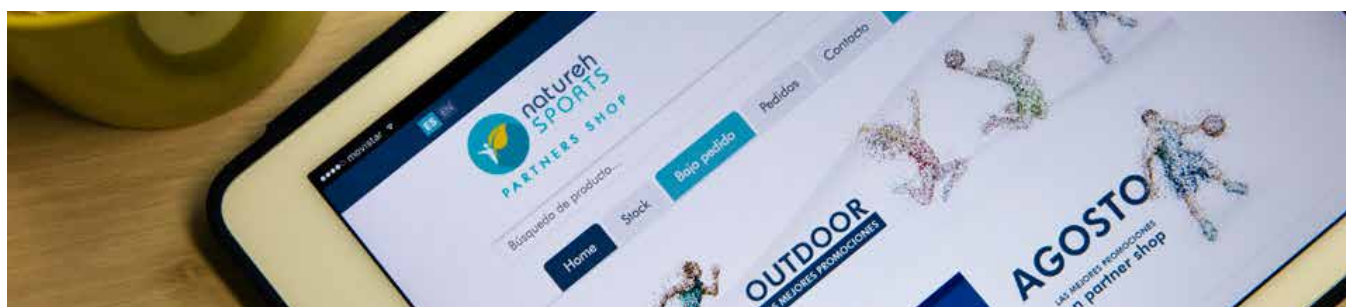 movistar
ES EN
natureh
SPORTS
PARTNERS SHOP
Búsqueda de producto...
Home
Stock
Bajo pedido
Pedidos
Contacto
OUTDOOR
MEJORES PROMOCIONES
AGOSTO
LAS MEJORES PROMOCIONES
partner shop